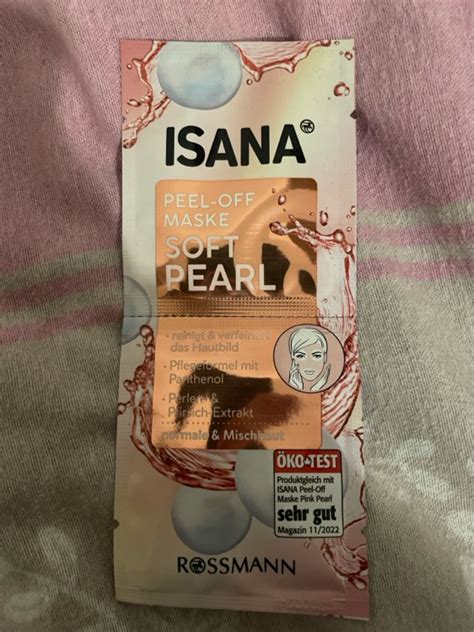 ISANA
PEEL-OFF
MASKE
SOFT
PEARL
• reinigt & verfeinert
das Hautbild
• Pflegeformel mit
Panthenol
• Perlen- &
Pfirsich-Extrakt
normale & Mischhaut
ÖKO TEST
Produktgleich mit
ISANA Peel-Off
Maske Pink Pearl
sehr gut
Magazin 11/2022
ROSSMANN